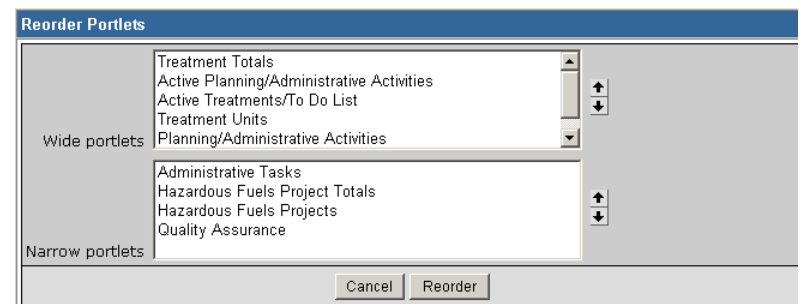 Reorder Portlets
Treatment Totals
Active Planning/Administrative Activities
Active Treatments/To Do List
Treatment Units
Wide portlets Planning/Administrative Activities
Administrative Tasks
Hazardous Fuels Project Totals
Hazardous Fuels Projects
Quality Assurance
Narrow portlets
Cancel Reorder